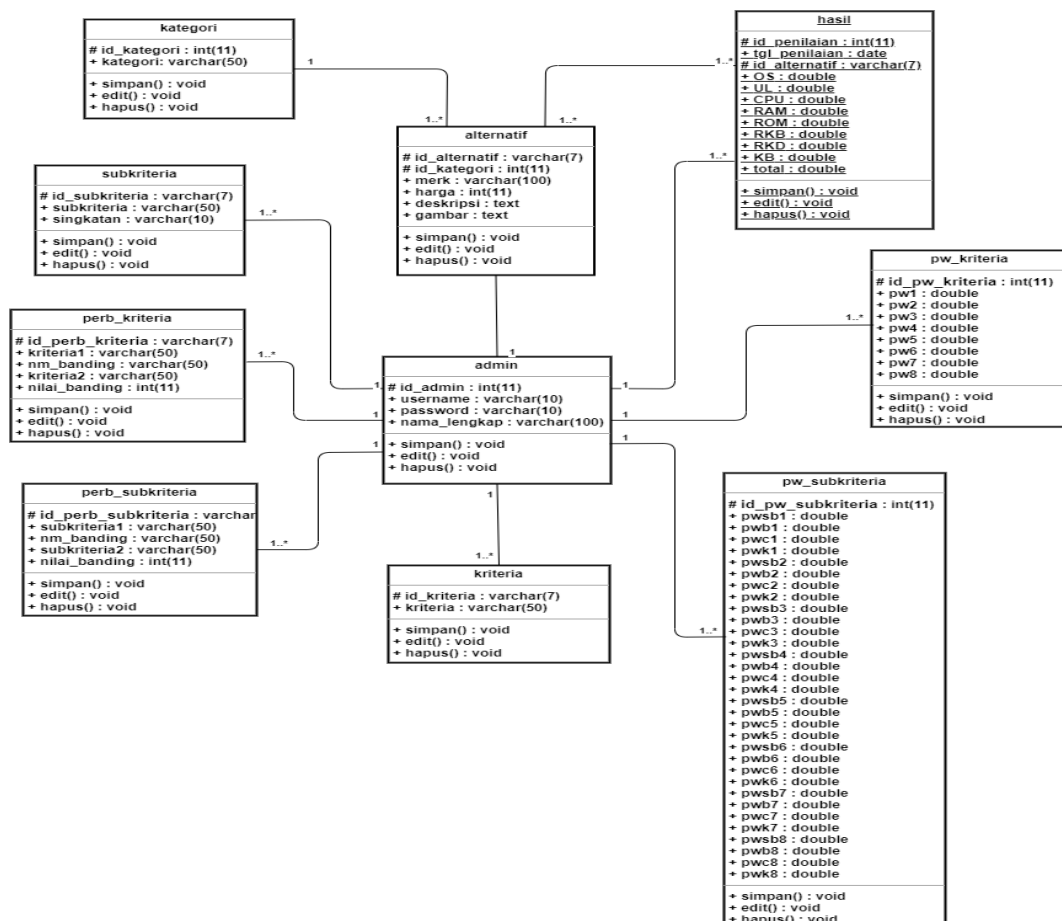 kategori
# id_kategori : int(11)
+ kategori: varchar(50)
+ simpan() : void
+ edit() : void
+ hapus() : void
1
1..*
hasil
# id_penilaian : int(11)
+ tgl_penilaian : date
# id_alternatif : varchar(7)
+ OS : double
+ UL : double
+ CPU : double
+ RAM : double
+ ROM : double
+ RKB : double
+ RKD : double
+ KB : double
+ total : double
+ simpan() : void
+ edit() : void
+ hapus() : void
1..*
1..*
1..*
alternatif
# id_alternatif : varchar(7)
# id_kategori : int(11)
+ merk : varchar(100)
+ harga : int(11)
+ deskripsi : text
+ gambar : text
+ simpan() : void
+ edit() : void
+ hapus() : void
subkriteria
# id_subkriteria : varchar(7)
+ subkriteria : varchar(50)
+ singkatan : varchar(10)
+ simpan() : void
+ edit() : void
+ hapus() : void
1..*
pw_kriteria
# id_pw_kriteria : int(11)
+ pw1 : double
+ pw2 : double
+ pw3 : double
+ pw4 : double
+ pw5 : double
+ pw6 : double
+ pw7 : double
+ pw8 : double
+ simpan() : void
+ edit() : void
+ hapus() : void
1..*
perb_kriteria
# id_perb_kriteria : varchar(7)
+ kriteria1 : varchar(50)
+ nm_banding : varchar(50)
+ kriteria2 : varchar(50)
+ nilai_banding : int(11)
+ simpan() : void
+ edit() : void
+ hapus() : void
1..*
1
admin
# id_admin : int(11)
+ username : varchar(10)
+ password : varchar(10)
+ nama_lengkap : varchar(100)
+ simpan() : void
+ edit() : void
+ hapus() : void
1
1
1
1
1
1
1
perb_subkriteria
# id_perb_subkriteria : varchar
+ subkriteria1 : varchar(50)
+ nm_banding : varchar(50)
+ subkriteria2 : varchar(50)
+ nilai_banding : int(11)
+ simpan() : void
+ edit() : void
+ hapus() : void
1..*
1..*
kriteria
# id_kriteria : varchar(7)
+ kriteria : varchar(50)
+ simpan() : void
+ edit() : void
+ hapus() : void
1..*
pw_subkriteria
# id_pw_subkriteria : int(11)
+ pwsb1 : double
+ pwb1 : double
+ pwc1 : double
+ pwk1 : double
+ pwsb2 : double
+ pwb2 : double
+ pwc2 : double
+ pwk2 : double
+ pwsb3 : double
+ pwb3 : double
+ pwc3 : double
+ pwk3 : double
+ pwsb4 : double
+ pwb4 : double
+ pwc4 : double
+ pwk4 : double
+ pwsb5 : double
+ pwb5 : double
+ pwc5 : double
+ pwk5 : double
+ pwsb6 : double
+ pwb6 : double
+ pwc6 : double
+ pwk6 : double
+ pwsb7 : double
+ pwb7 : double
+ pwc7 : double
+ pwk7 : double
+ pwsb8 : double
+ pwb8 : double
+ pwc8 : double
+ pwk8 : double
+ simpan() : void
+ edit() : void
+ hapus() : void